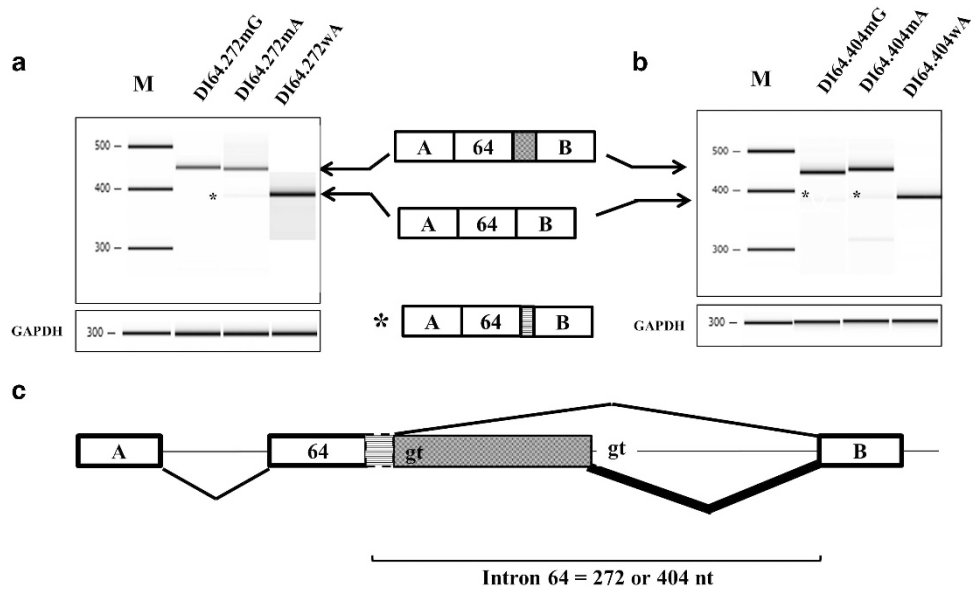 a
M
DI64.272mG
DI64.272mA
DI64.272wA
500
400
*
300
GAPDH
300
A 64 B
A 64 B
* A 64 B
b
M
DI64.404mG
DI64.404mA
DI64.404wA
500
400
* *
300
GAPDH
300
c
A 64 gt gt B
Intron 64 = 272 or 404 nt